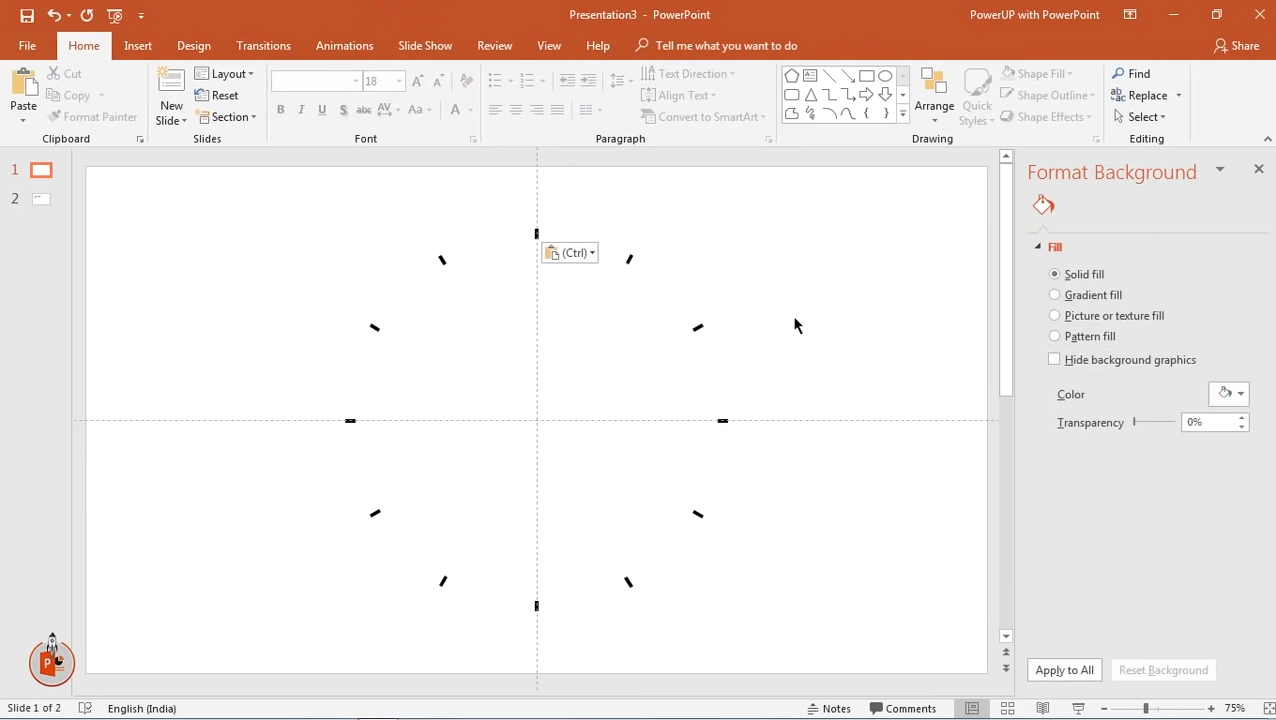 Presentation3 - PowerPoint
PowerUP with PowerPoint
File
Home
Insert
Design
Transitions
Animations
Slide Show
Review
View
Help
Tell me what you want to do
Share
Paste
Cut
Copy
Format Painter
Clipboard
New
Slide
Layout
Reset
Section
Slides
18
B I U S abc AV Aa A
Font
Text Direction
Align Text
Convert to SmartArt
Paragraph
Arrange
Quick
Styles
Shape Fill
Shape Outline
Shape Effects
Drawing
Find
Replace
Select
Editing
1
2
(Ctrl)
Format Background
Fill
Solid fill
Gradient fill
Picture or texture fill
Pattern fill
Hide background graphics
Color
Transparency
0%
Apply to All
Reset Background
P
Slide 1 of 2
English (India)
Notes
Comments
75%